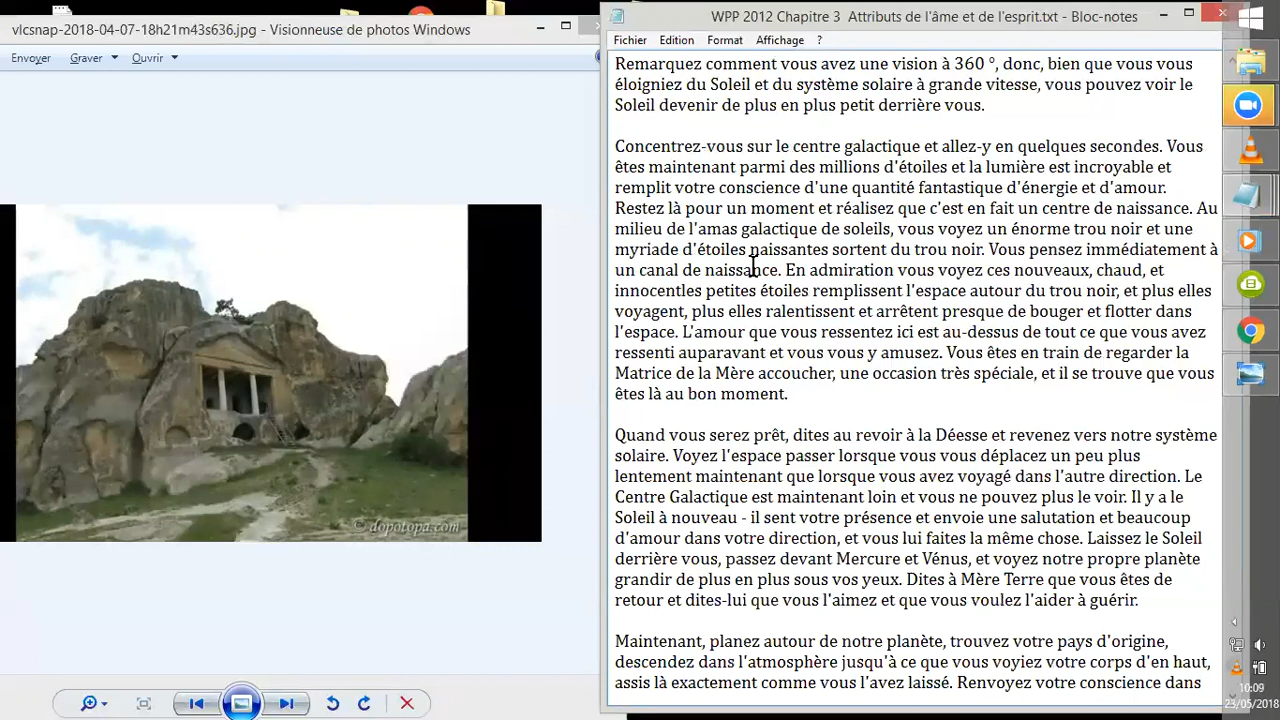 vlcsnap-2018-04-07-18h21m43s636.jpg - Visionneuse de photos Windows
Envoyer Graver Ouvrir
© dopotopa.com
WPP 2012 Chapitre 3 Attributs de l'âme et de l'esprit.txt - Bloc-notes
Fichier Edition Format Affichage ?
Remarquez comment vous avez une vision à 360 °, donc, bien que vous vous
éloigniez du Soleil et du système solaire à grande vitesse, vous pouvez voir le
Soleil devenir de plus en plus petit derrière vous.
Concentrez-vous sur le centre galactique et allez-y en quelques secondes. Vous
êtes maintenant parmi des millions d'étoiles et la lumière est incroyable et
remplit votre conscience d'une quantité fantastique d'énergie et d'amour.
Restez là pour un moment et réalisez que c'est en fait un centre de naissance. Au
milieu de l'amas galactique de soleils, vous voyez un énorme trou noir et une
myriade d'étoiles naissantes sortent du trou noir. Vous pensez immédiatement à
un canal de naissance. En admiration vous voyez ces nouveaux, chaud, et
innocentles petites étoiles remplissent l'espace autour du trou noir, et plus elles
voyagent, plus elles ralentissent et arrêtent presque de bouger et flotter dans
l'espace. L'amour que vous ressentez ici est au-dessus de tout ce que vous avez
ressenti auparavant et vous vous y amusez. Vous êtes en train de regarder la
Matrice de la Mère accoucher, une occasion très spéciale, et il se trouve que vous
êtes là au bon moment.
Quand vous serez prêt, dites au revoir à la Déesse et revenez vers notre système
solaire. Voyez l'espace passer lorsque vous vous déplacez un peu plus
lentement maintenant que lorsque vous avez voyagé dans l'autre direction. Le
Centre Galactique est maintenant loin et vous ne pouvez plus le voir. Il y a le
Soleil à nouveau - il sent votre présence et envoie une salutation et beaucoup
d'amour dans votre direction, et vous lui faites la même chose. Laissez le Soleil
derrière vous, passez devant Mercure et Vénus, et voyez notre propre planète
grandir de plus en plus sous vos yeux. Dites à Mère Terre que vous êtes de
retour et dites-lui que vous l'aimez et que vous voulez l'aider à guérir.
Maintenant, planez autour de notre planète, trouvez votre pays d'origine,
descendez dans l'atmosphère jusqu'à ce que vous voyiez votre corps d'en haut,
assis là exactement comme vous l'avez laissé. Renvoyez votre conscience dans
10:09
23/05/2018